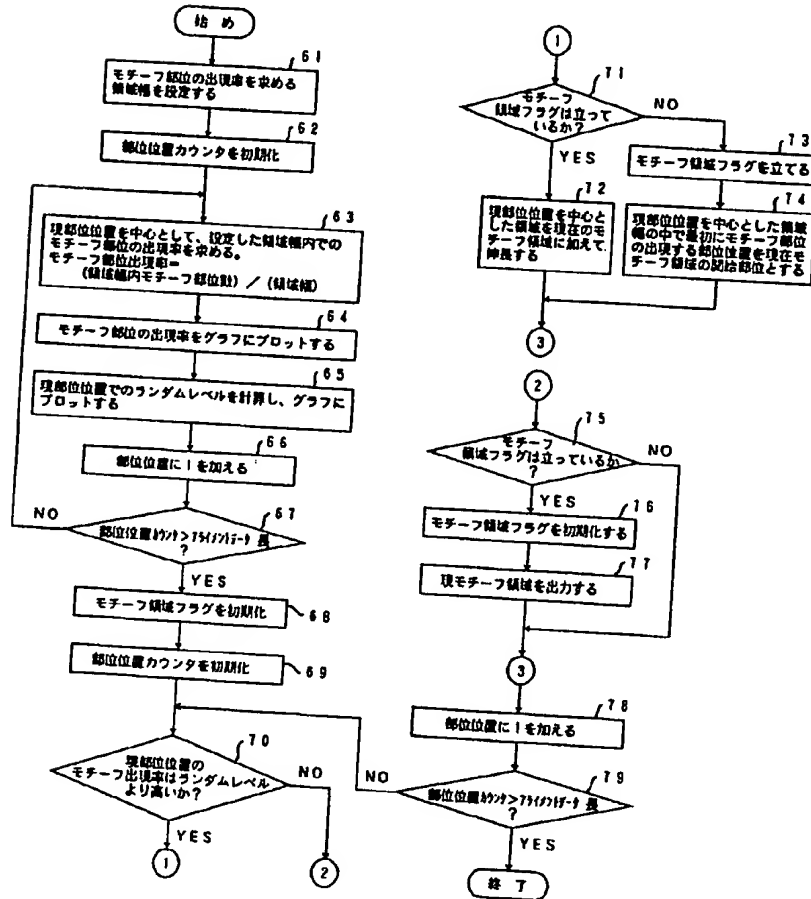 始め
61
モチーフ部位の出現率を求める
領域幅を設定する
62
部位位置カウンタを初期化
63
現部位位置を中心として、設定した領域幅内での
モチーフ部位の出現率を求める。
モチーフ部位出現率=
(領域幅内モチーフ部位数)/(領域幅)
64
モチーフ部位の出現率をグラフにプロットする
65
現部位位置でのランダムレベルを計算し、グラフに
プロットする
66
部位位置に1を加える
67
部位位置カウンタ>アライメントデータ長
?
NO
YES
モチーフ領域フラグを初期化
68
部位位置カウンタを初期化
69
70
現部位位置の
モチーフ出現率はランダムレベル
より高いか?
NO
YES
1
2
1
71
モチーフ
領域フラグは立って
いるか?
NO
YES
72
現部位位置を中心と
した領域を現在のモ
チーフ領域に加えて
伸長する
73
モチーフ領域フラグを立てる
74
現部位位置を中心とした領域
幅の中で最初にモチーフ部位
の出現する部位位置を現在モ
チーフ領域の開始部位とする
3
2
75
モチーフ
領域フラグは立っているか
?
NO
YES
76
モチーフ領域フラグを初期化する
77
現モチーフ領域を出力する
3
78
部位位置に1を加える
79
部位位置カウンタ>アライメントデータ長
?
NO
YES
終了